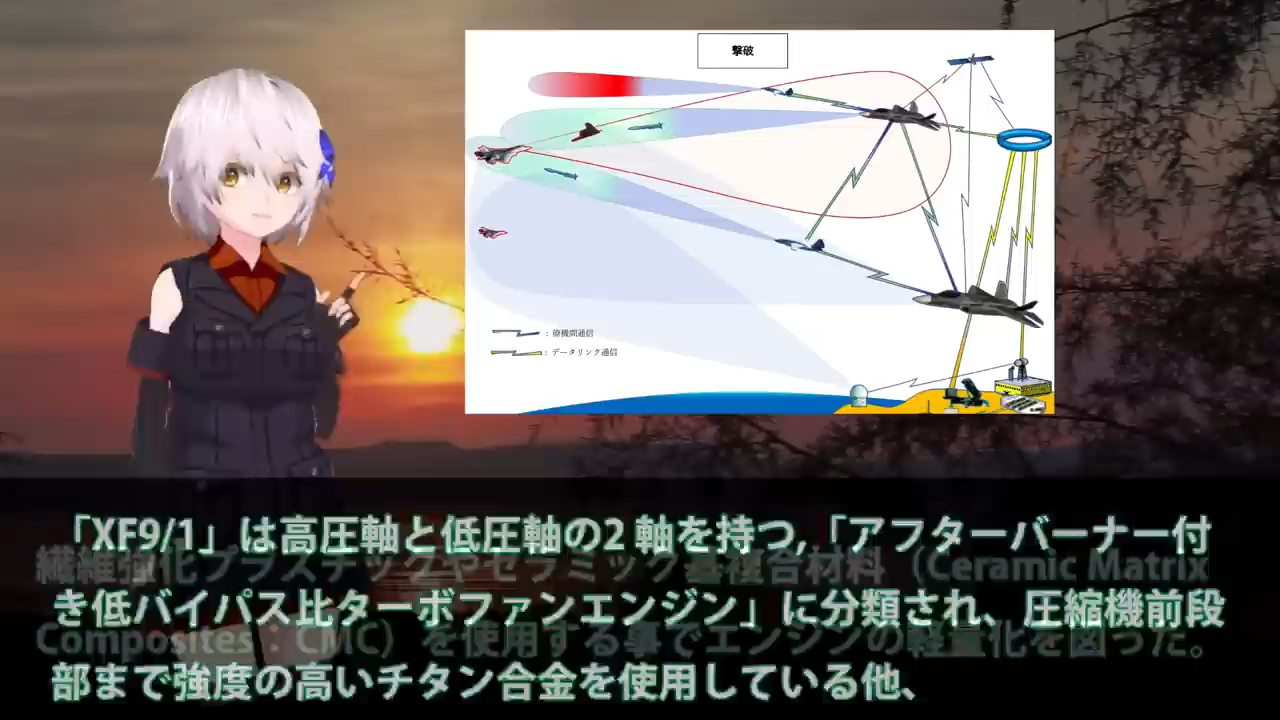 撃破
:僚機間通信
:データリンク通信
「XF9/1」は高圧軸と低圧軸の2 軸を持つ,「アフターバーナー付
き低バイパス比ターボファンエンジン」に分類され、圧縮機前段
部まで強度の高いチタン合金を使用している他、
繊維強化プラスチックやセラミック基複合材料（Ceramic Matrix
Composites：CMC）を使用する事でエンジンの軽量化を図った。